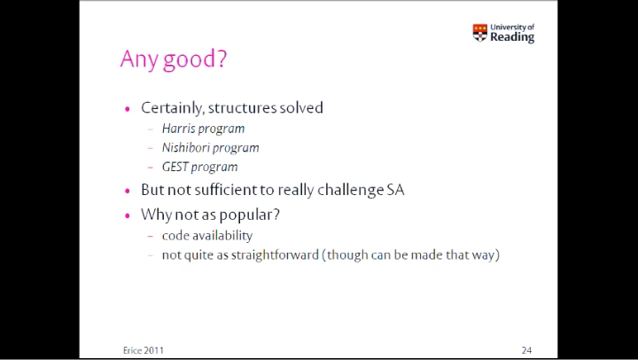 University of
Reading
Any good?
• Certainly, structures solved
– Harris program
– Nishibori program
– GEST program
• But not sufficient to really challenge SA
• Why not as popular?
– code availability
– not quite as straightforward (though can be made that way)
Erice 2011
24